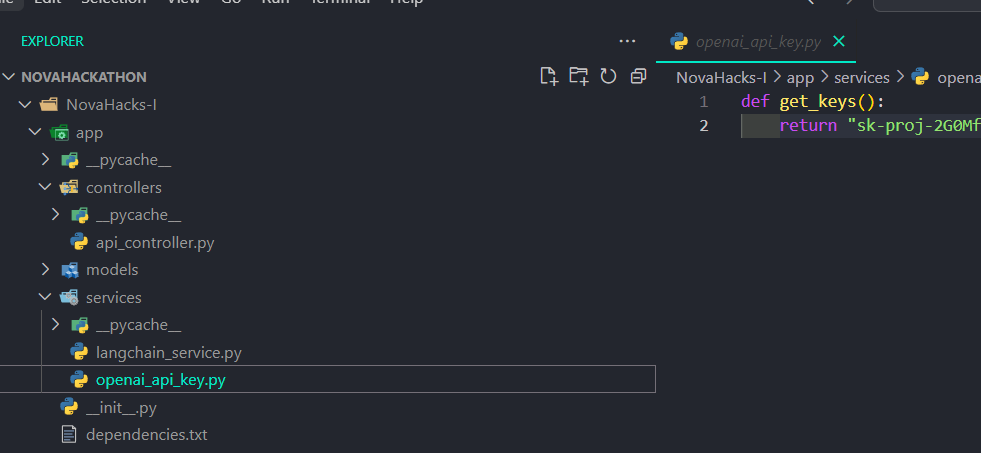 Edit Selection View Go Run Terminal Help
EXPLORER
···
openai_api_key.py
NOVAHACKATHON
NovaHacks-I > app > services > opena
NovaHacks-I
app
__pycache__
controllers
__pycache__
api_controller.py
models
services
__pycache__
langchain_service.py
openai_api_key.py
__init__.py
dependencies.txt
1 def get_keys():
2 return "sk-proj-2G0Mf